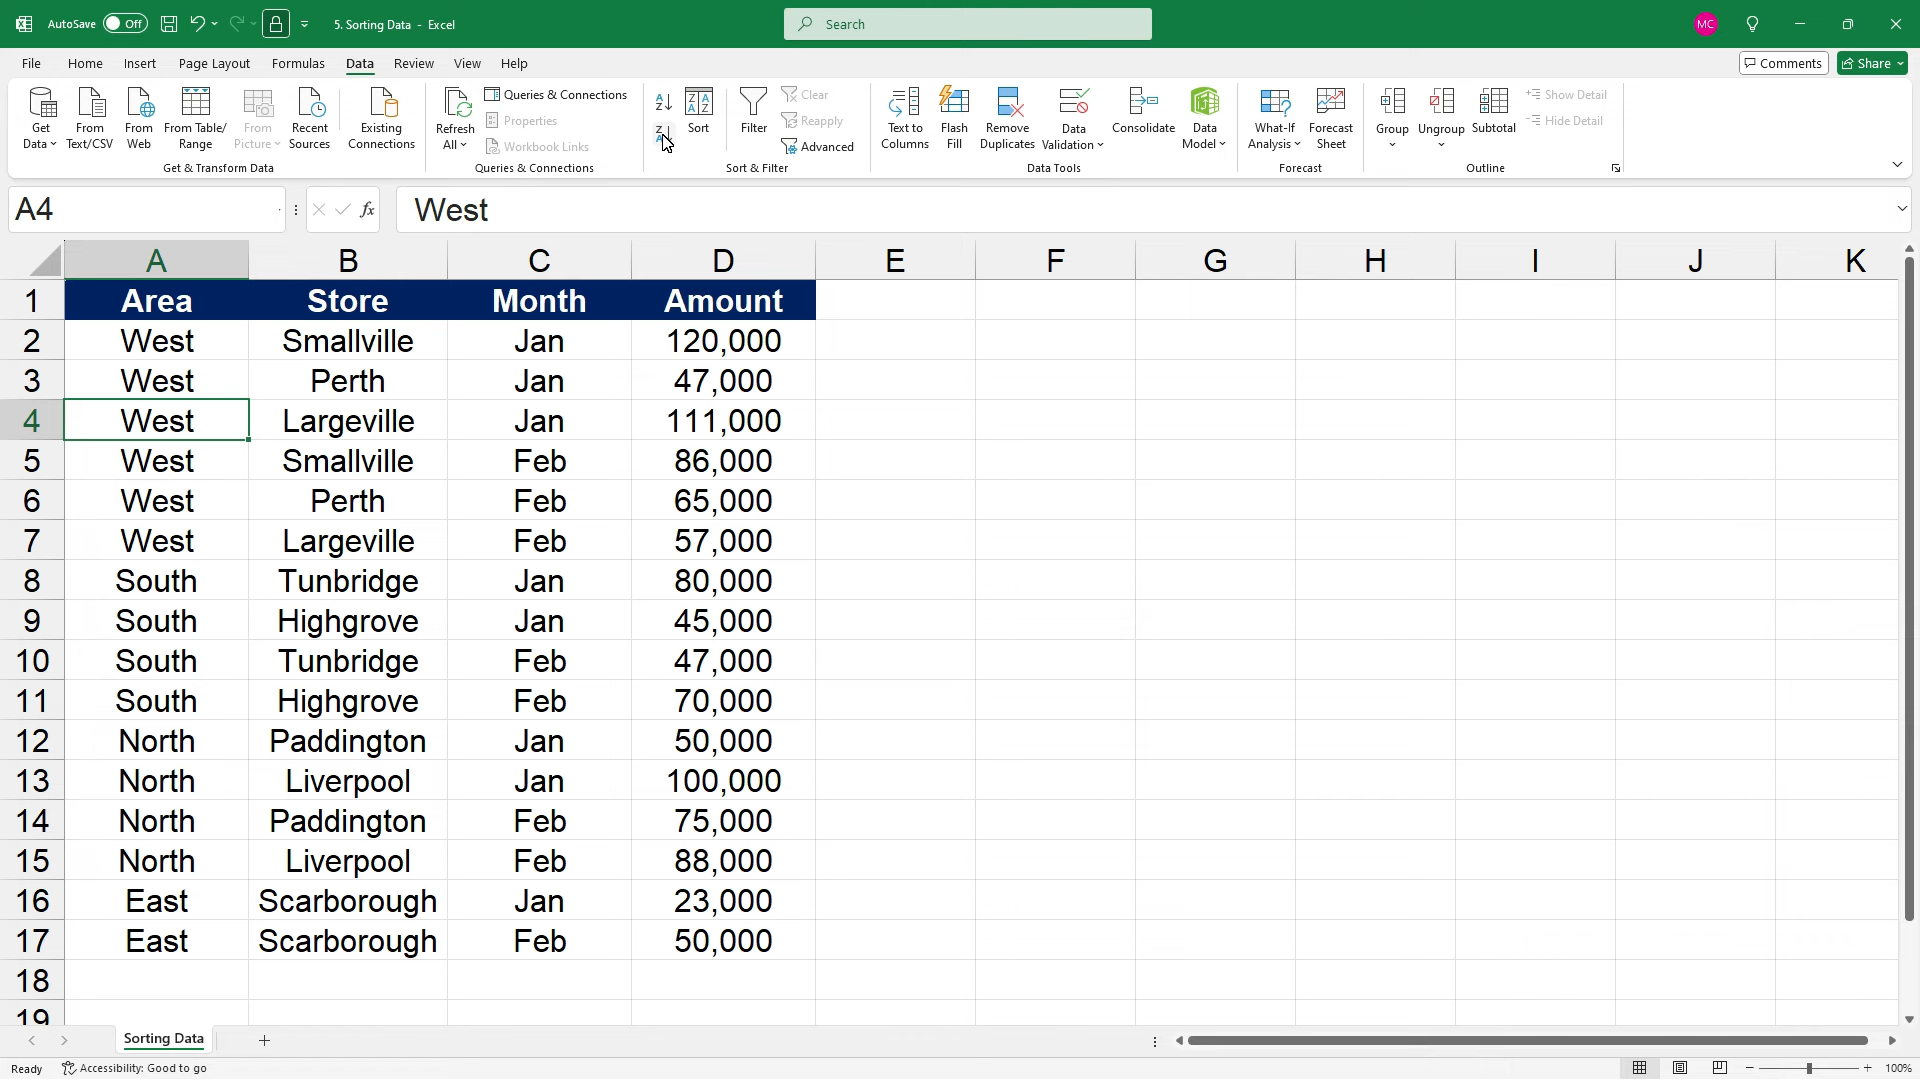 AutoSave Off 5. Sorting Data - Excel Search MC
File Home Insert Page Layout Formulas Data Review View Help Comments Share
Get Data From Text/CSV From Web From Table/Range From Picture Recent Sources Existing Connections
Get & Transform Data
Refresh All Queries & Connections
Properties
Workbook Links
Queries & Connections
Sort Filter Clear
Reapply
Advanced
Sort & Filter
Text to Columns Flash Fill Remove Duplicates Data Validation Consolidate Data Model
Data Tools
What-If Analysis Forecast Sheet
Forecast
Group Ungroup Subtotal Show Detail
Hide Detail
Outline
A4 fx West
A B C D E F G H I J K
1 Area Store Month Amount
2 West Smallville Jan 120,000
3 West Perth Jan 47,000
4 West Largeville Jan 111,000
5 West Smallville Feb 86,000
6 West Perth Feb 65,000
7 West Largeville Feb 57,000
8 South Tunbridge Jan 80,000
9 South Highgrove Jan 45,000
10 South Tunbridge Feb 47,000
11 South Highgrove Feb 70,000
12 North Paddington Jan 50,000
13 North Liverpool Jan 100,000
14 North Paddington Feb 75,000
15 North Liverpool Feb 88,000
16 East Scarborough Jan 23,000
17 East Scarborough Feb 50,000
18
19
Sorting Data
Ready Accessibility: Good to go 100%